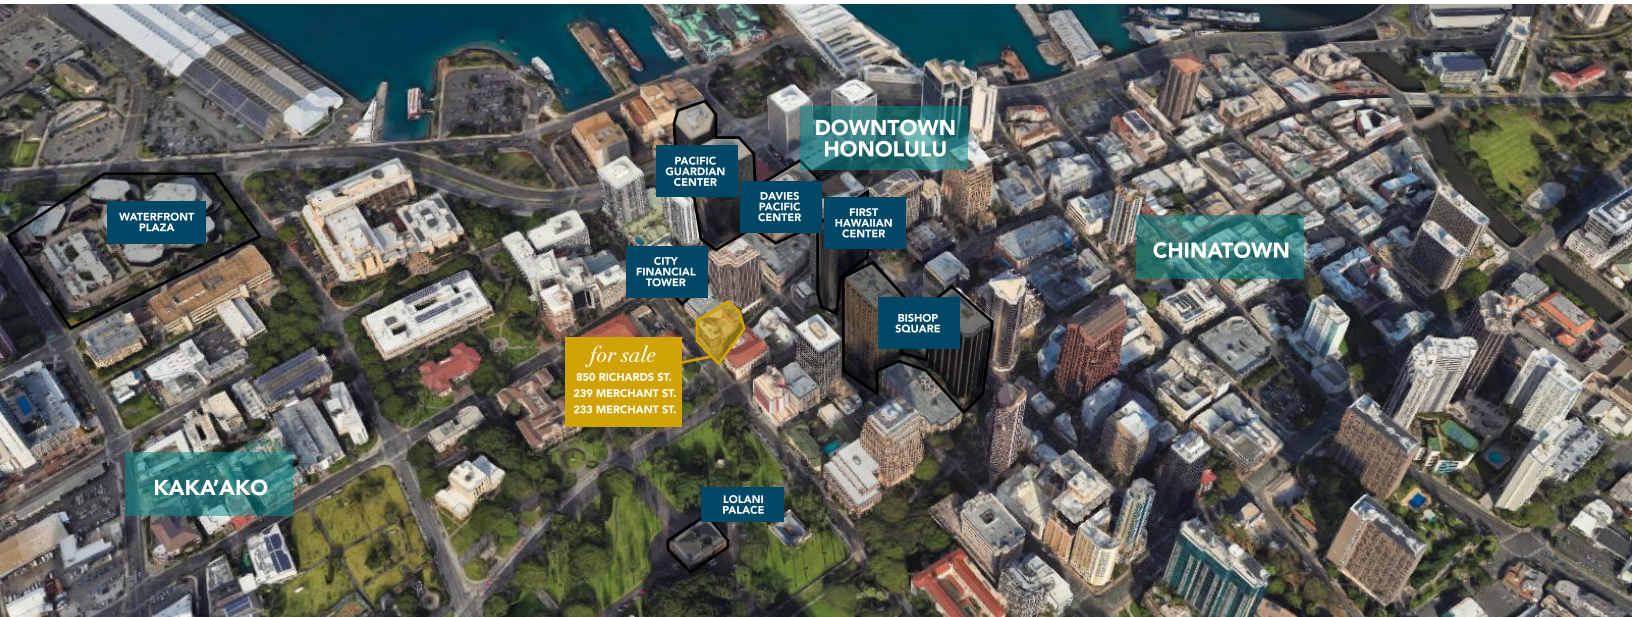 DOWNTOWN
HONOLULU
PACIFIC
GUARDIAN
CENTER
DAVIES
PACIFIC
CENTER
FIRST
HAWAIIAN
CENTER
WATERFRONT
PLAZA
CHINATOWN
CITY
FINANCIAL
TOWER
BISHOP
SQUARE
for sale
850 RICHARDS ST.
239 MERCHANT ST.
233 MERCHANT ST.
KAKA’AKO
LOLANI
PALACE